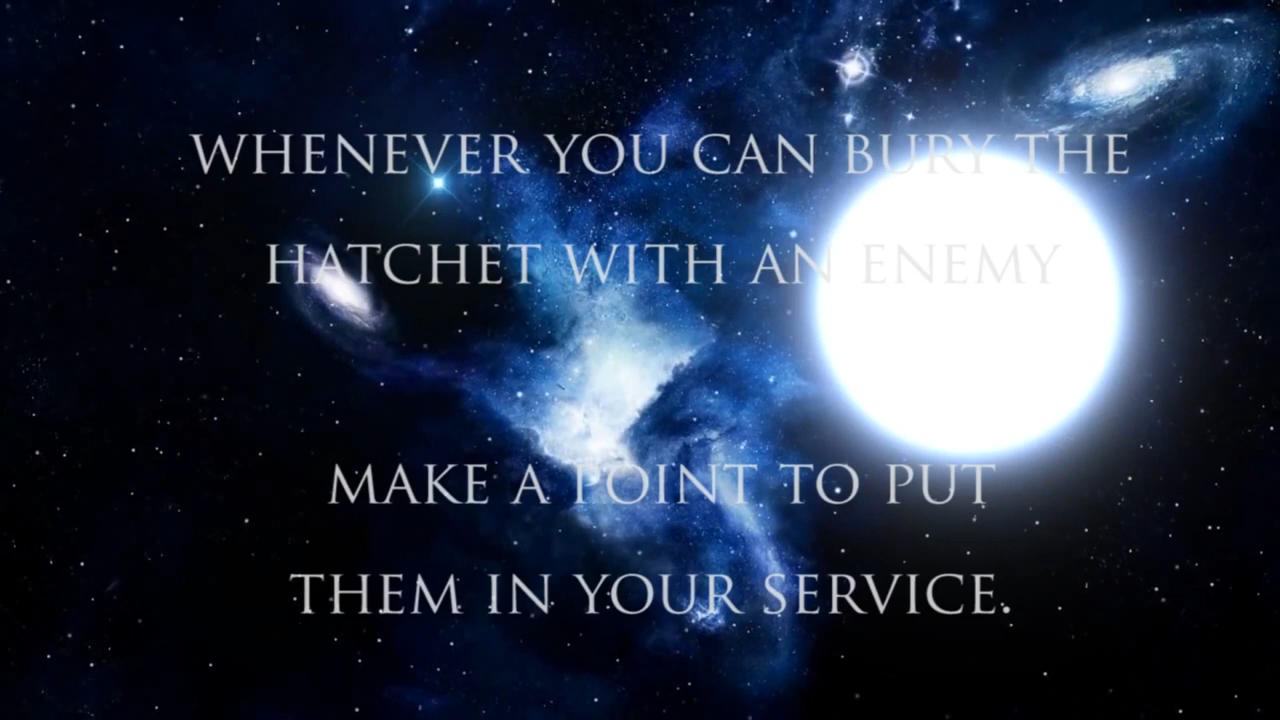 WHENEVER YOU CAN BURY THE
HATCHET WITH AN ENEMY
MAKE A POINT TO PUT
THEM IN YOUR SERVICE.